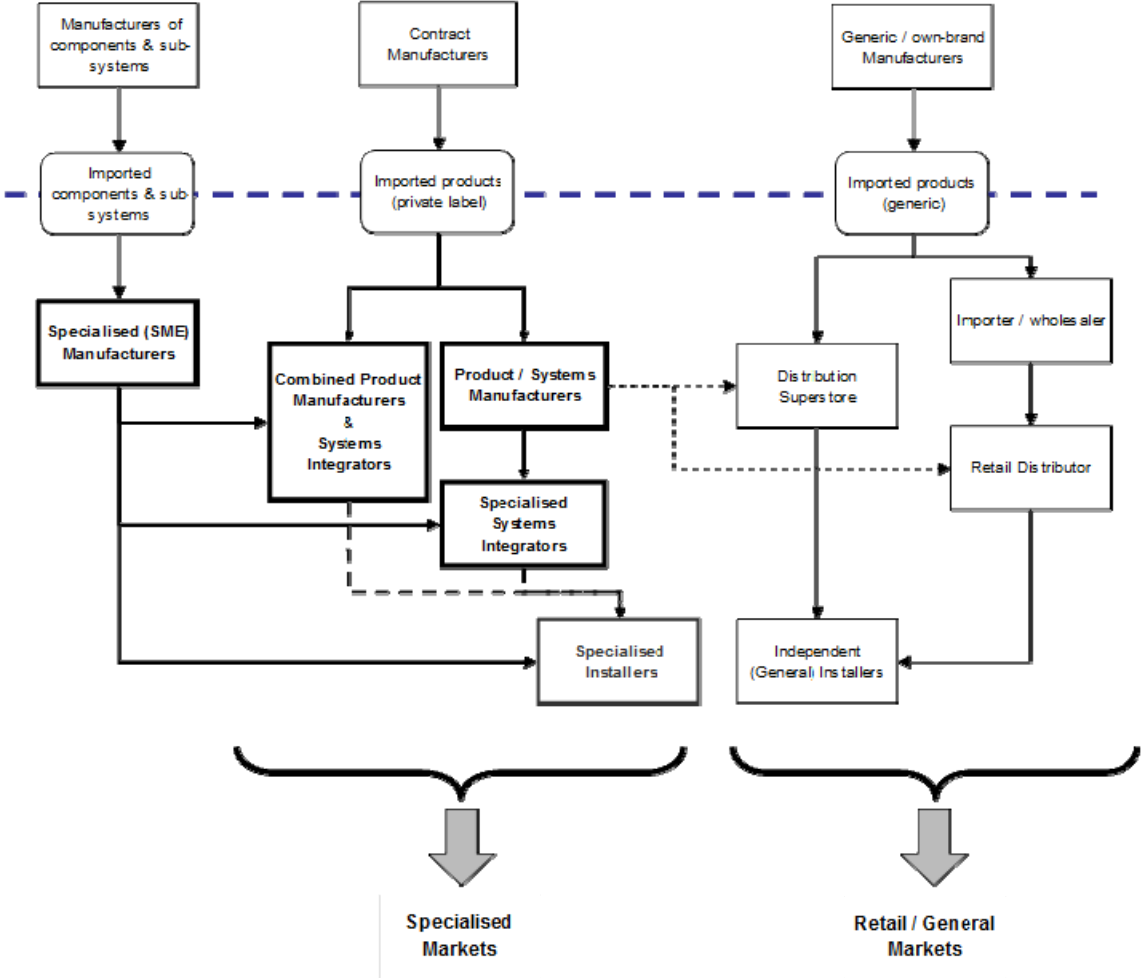 Manufacturers of
components & sub-
systems
Contract
Manufacturers
Generic / own-brand
Manufacturers
Imported
components & sub-
systems
Imported products
(private label)
Imported products
(generic)
Specialised (SME)
Manufacturers
Combined Product
Manufacturers
&
Systems
Integrators
Product / Systems
Manufacturers
Distribution
Superstore
Importer / wholesaler
Retail Distributor
Specialised
Systems
Integrators
Specialised
Installers
Independent
(General) Installers
Specialised
Markets
Retail / General
Markets